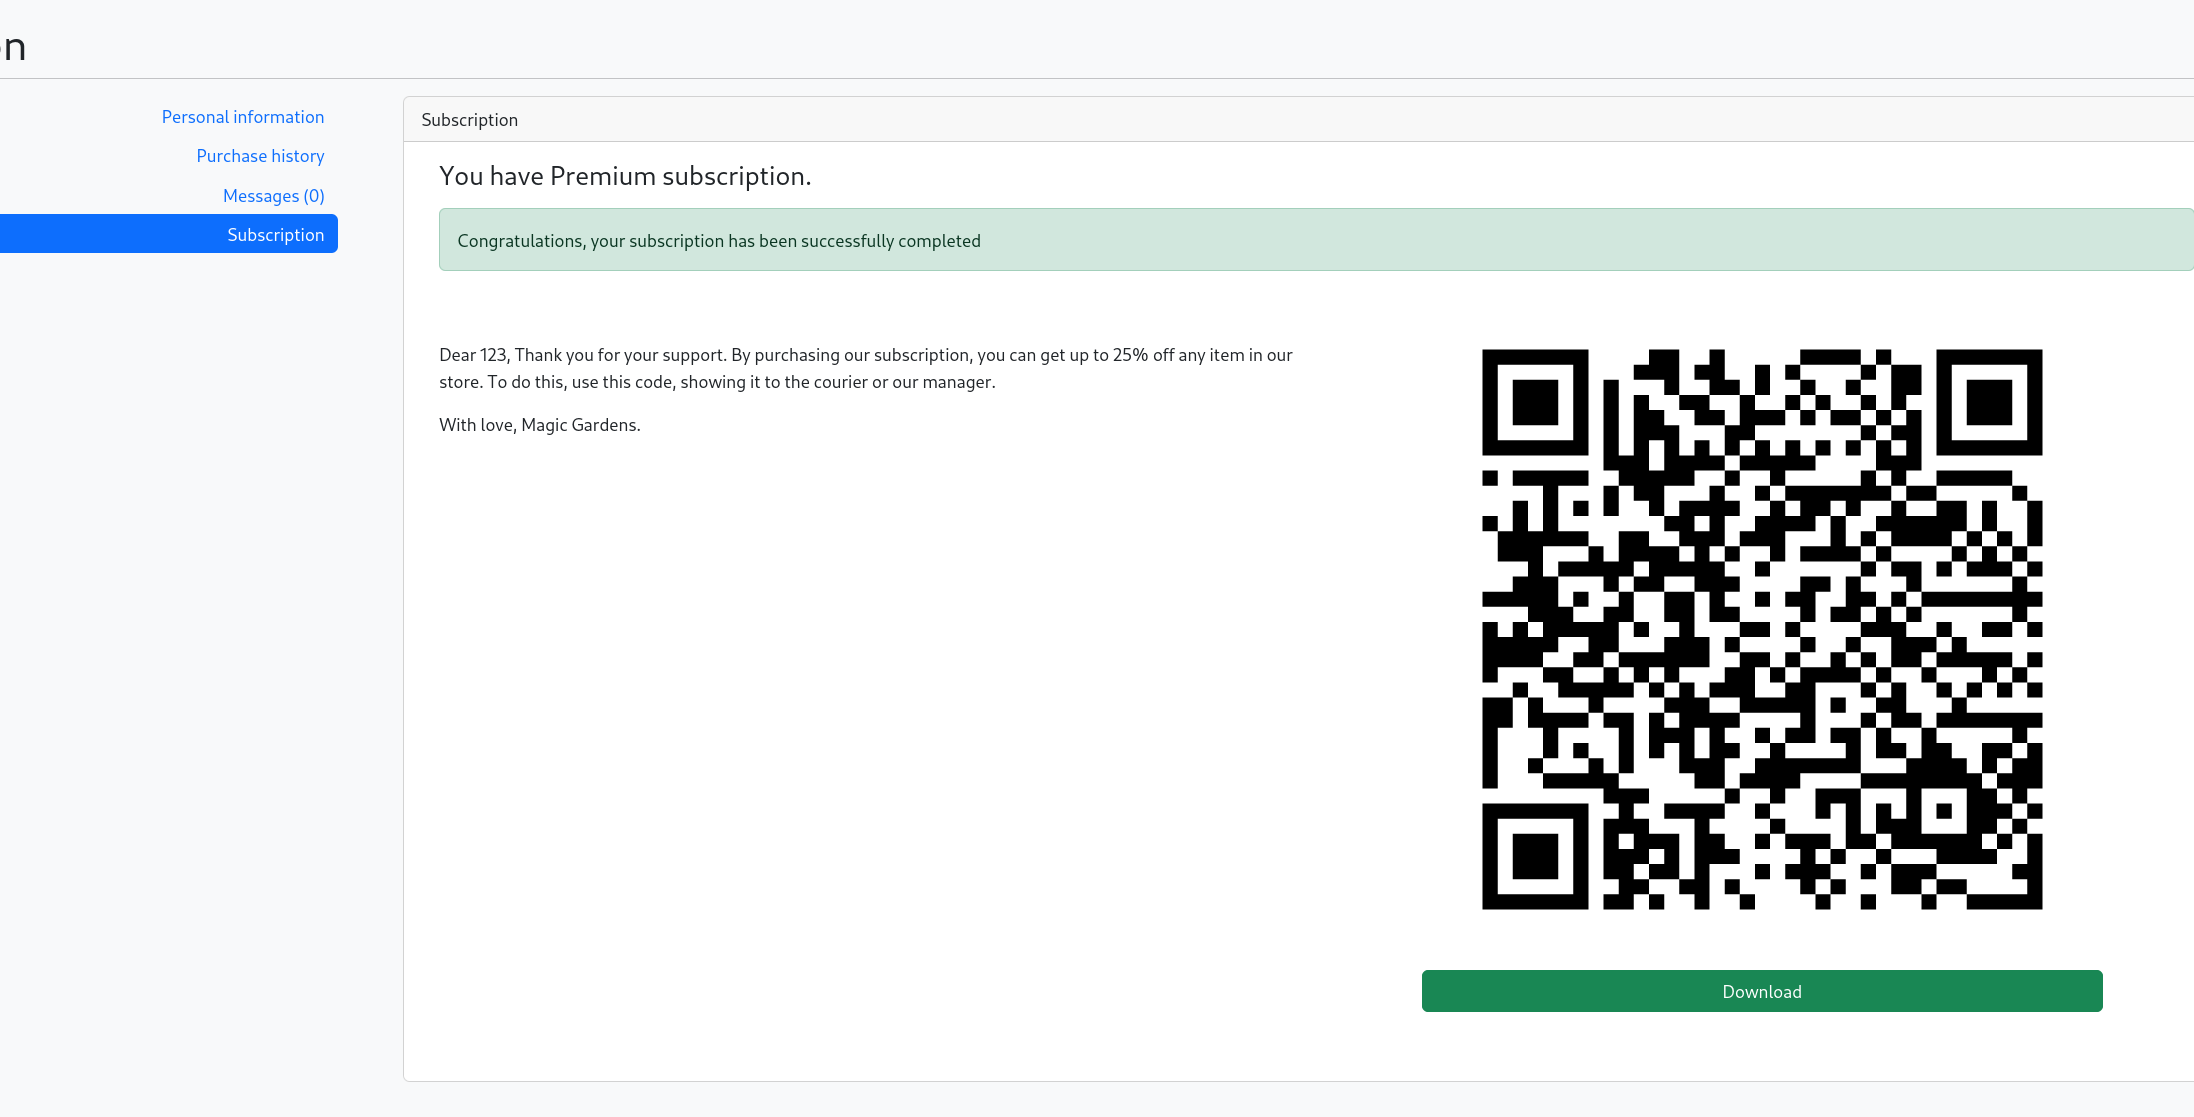 on
Personal information
Purchase history
Messages (0)
Subscription
Subscription
You have Premium subscription.
Congratulations, your subscription has been successfully completed
Dear 123, Thank you for your support. By purchasing our subscription, you can get up to 25% off any item in our
store. To do this, use this code, showing it to the courier or our manager.
With love, Magic Gardens.
Download